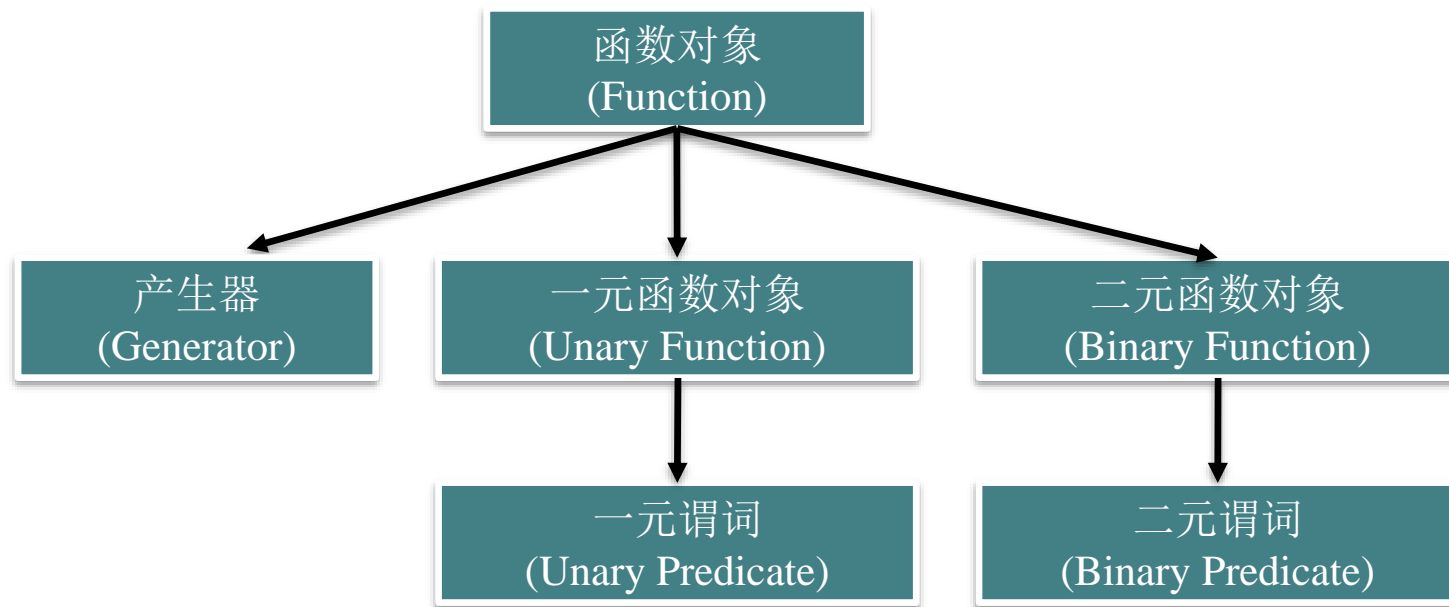 函数对象
(Function)
产生器
(Generator)
一元函数对象
(Unary Function)
二元函数对象
(Binary Function)
一元谓词
(Unary Predicate)
二元谓词
(Binary Predicate)